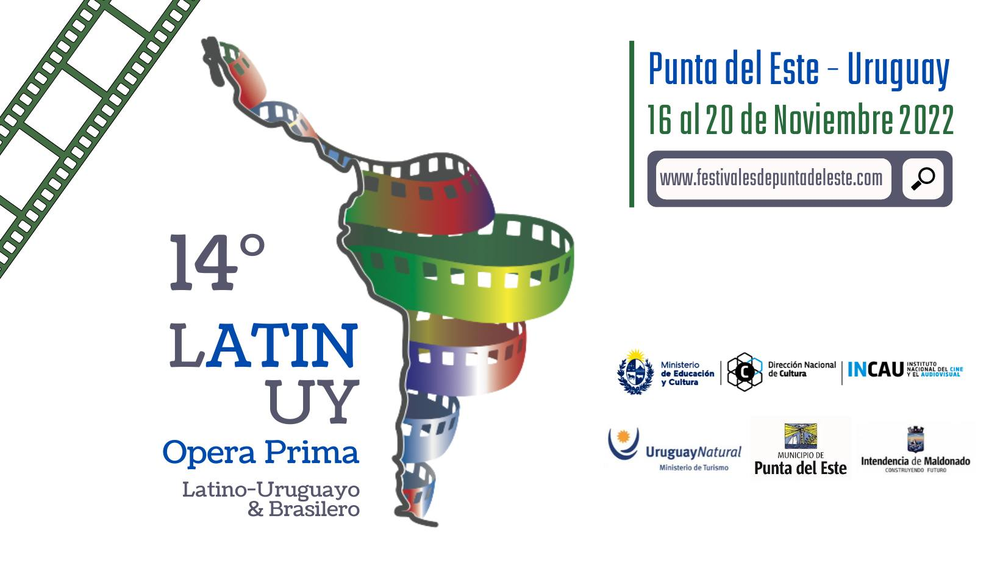 Punta del Este - Uruguay
16 al 20 de Noviembre 2022
www.festivalesdepuntadeleste.com
14°
LATIN
UY
Opera Prima
Latino-Uruguayo
& Brasilero
Ministerio
de Educación
y Cultura
C
Dirección Nacional
de Cultura
INCAU
INSTITUTO
NACIONAL DEL CINE
Y EL AUDIOVISUAL
UruguayNatural
Ministerio de Turismo
MUNICIPIO DE
Punta del Este
Intendencia de Maldonado
CONSTRUYENDO FUTURO